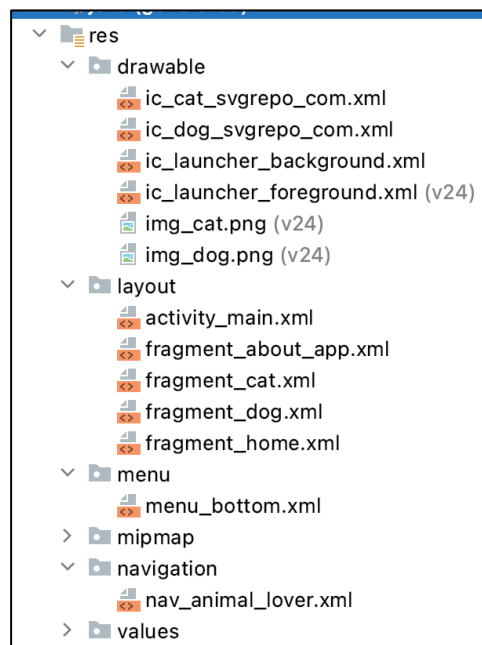 res
drawable
ic_cat_svgrepo_com.xml
ic_dog_svgrepo_com.xml
ic_launcher_background.xml
ic_launcher_foreground.xml (v24)
img_cat.png (v24)
img_dog.png (v24)
layout
activity_main.xml
fragment_about_app.xml
fragment_cat.xml
fragment_dog.xml
fragment_home.xml
menu
menu_bottom.xml
mipmap
navigation
nav_animal_lover.xml
values